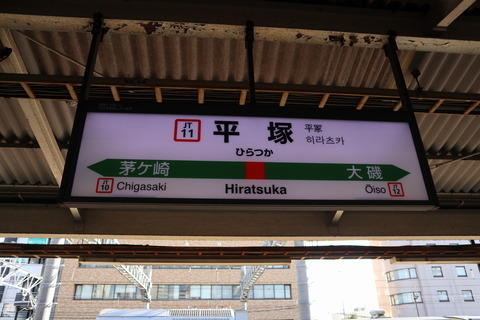 JT
11
平塚
平冢
히라츠카
ひらつか
茅ケ崎
大磯
JT
10
Chigasaki
Hiratsuka
Ōiso
JT
12